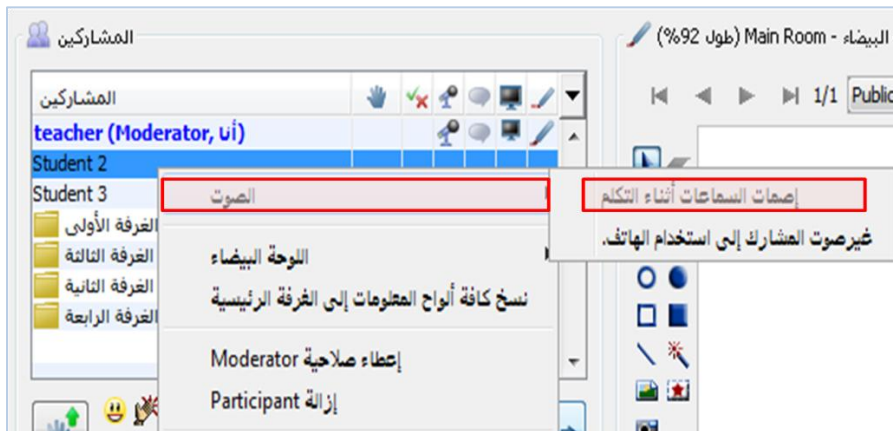 المشاركين
البيضاء - Main Room (طول 92%)
المشاركين
1/1
Public
teacher (Moderator, أنا)
Student 2
Student 3
الغرفة الأولى
الغرفة الثالثة
الغرفة الثانية
الغرفة الرابعة
الصوت
إصمات السماعات أثناء التكلم
غيرصوت المشارك إلى استخدام الهاتف.
اللوحة البيضاء
نسخ كافة ألواح المعلومات إلى الغرفة الرئيسية
إعطاء صلاحية Moderator
إزالة Participant